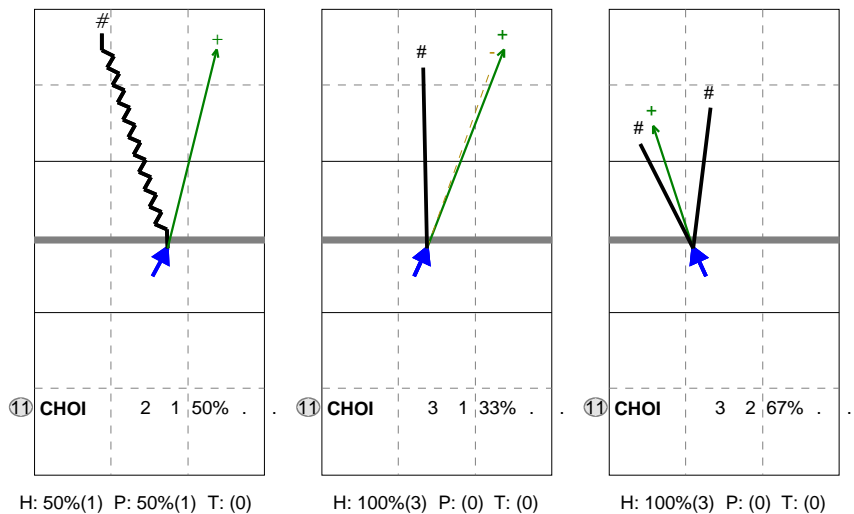 # +
# - +
# + #
11 CHOI 2 1 50% . .
11 CHOI 3 1 33% . .
11 CHOI 3 2 67% . .
H: 50%(1) P: 50%(1) T: (0)
H: 100%(3) P: (0) T: (0)
H: 100%(3) P: (0) T: (0)